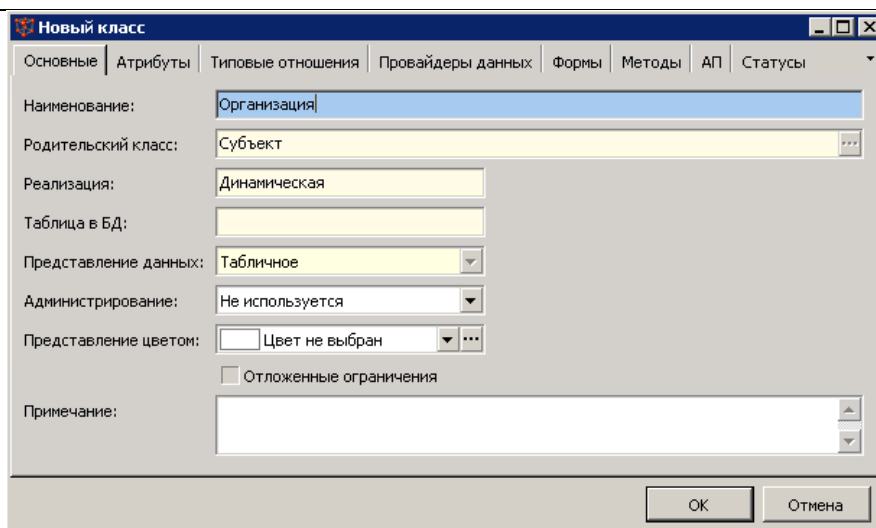 Новый класс
Основные Атрибуты Типовые отношения Провайдеры данных Формы Методы АП Статусы
Наименование: Организация
Родительский класс: Субъект
Реализация: Динамическая
Таблица в БД:
Представление данных: Табличное
Администрирование: Не используется
Представление цветом: Цвет не выбран
Отложенные ограничения
Примечание:
ОК Отмена